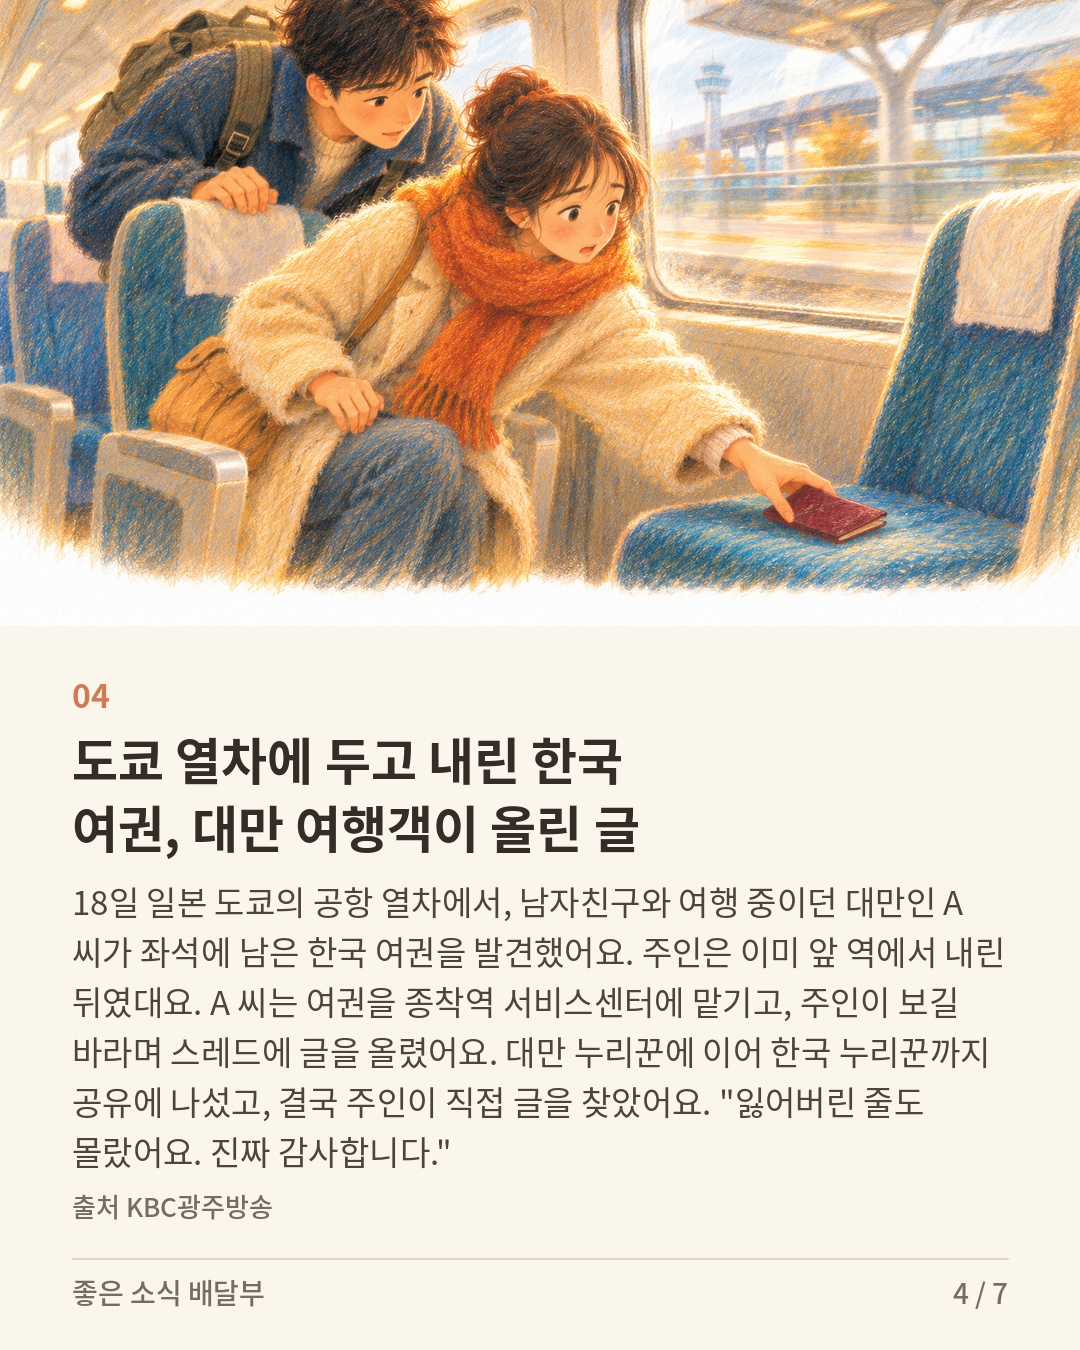 04
도쿄 열차에 두고 내린 한국
여권, 대만 여행객이 올린 글
18일 일본 도쿄의 공항 열차에서, 남자친구와 여행 중이던 대만인 A
씨가 좌석에 남은 한국 여권을 발견했어요. 주인은 이미 앞 역에서 내린
뒤였대요. A 씨는 여권을 종착역 서비스센터에 맡기고, 주인이 보길
바라며 스레드에 글을 올렸어요. 대만 누리꾼에 이어 한국 누리꾼까지
공유에 나섰고, 결국 주인이 직접 글을 찾았어요. "잃어버린 줄도
몰랐어요. 진짜 감사합니다."
출처 KBC광주방송
좋은 소식 배달부
4 / 7